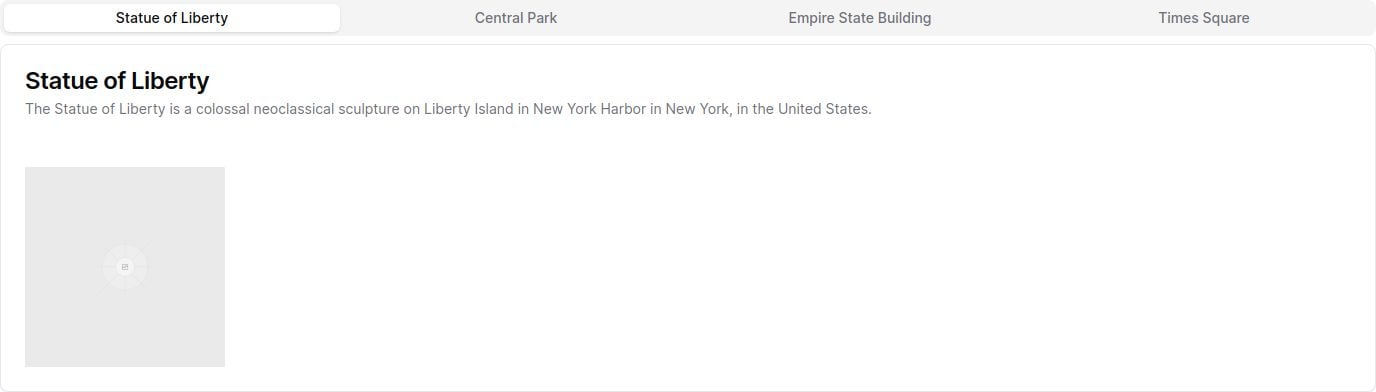 Statue of Liberty
Central Park
Empire State Building
Times Square
Statue of Liberty
The Statue of Liberty is a colossal neoclassical sculpture on Liberty Island in New York Harbor in New York, in the United States.